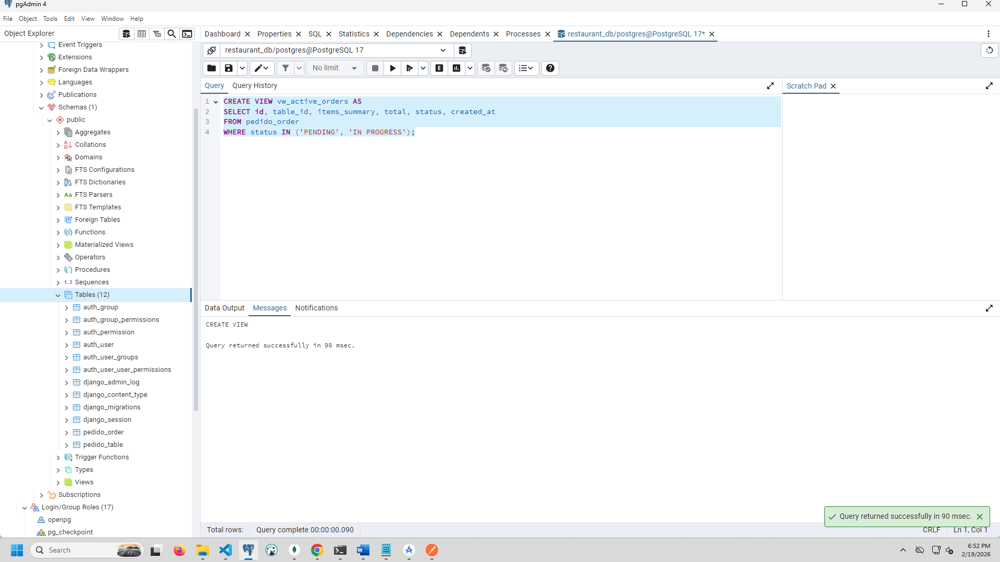 pgAdmin 4
File Object Tools Edit View Window Help
Object Explorer
Event Triggers
Extensions
Foreign Data Wrappers
Languages
Publications
Schemas (1)
public
Aggregates
Collations
Domains
FTS Configurations
FTS Dictionaries
Aa FTS Parsers
FTS Templates
Foreign Tables
Functions
Materialized Views
Operators
Procedures
1..3 Sequences
Tables (12)
auth_group
auth_group_permissions
auth_permission
auth_user
auth_user_groups
auth_user_user_permissions
django_admin_log
django_content_type
django_migrations
django_session
pedido_order
pedido_table
Trigger Functions
Types
Views
Subscriptions
Login/Group Roles (17)
openpg
pg_checkpoint
Dashboard Properties SQL Statistics Dependencies Dependents Processes restaurant_db/postgres@PostgreSQL 17*
restaurant_db/postgres@PostgreSQL 17
No limit
Query Query History
Scratch Pad
1 CREATE VIEW vw_active_orders AS
2 SELECT id, table_id, items_summary, total, status, created_at
3 FROM pedido_order
4 WHERE status IN ('PENDING', 'IN PROGRESS');
Data Output Messages Notifications
CREATE VIEW
Query returned successfully in 90 msec.
Query returned successfully in 90 msec.
Total rows: Query complete 00:00:00.090
CRLF Ln 1, Col 1
Search
6:52 PM
2/19/2026